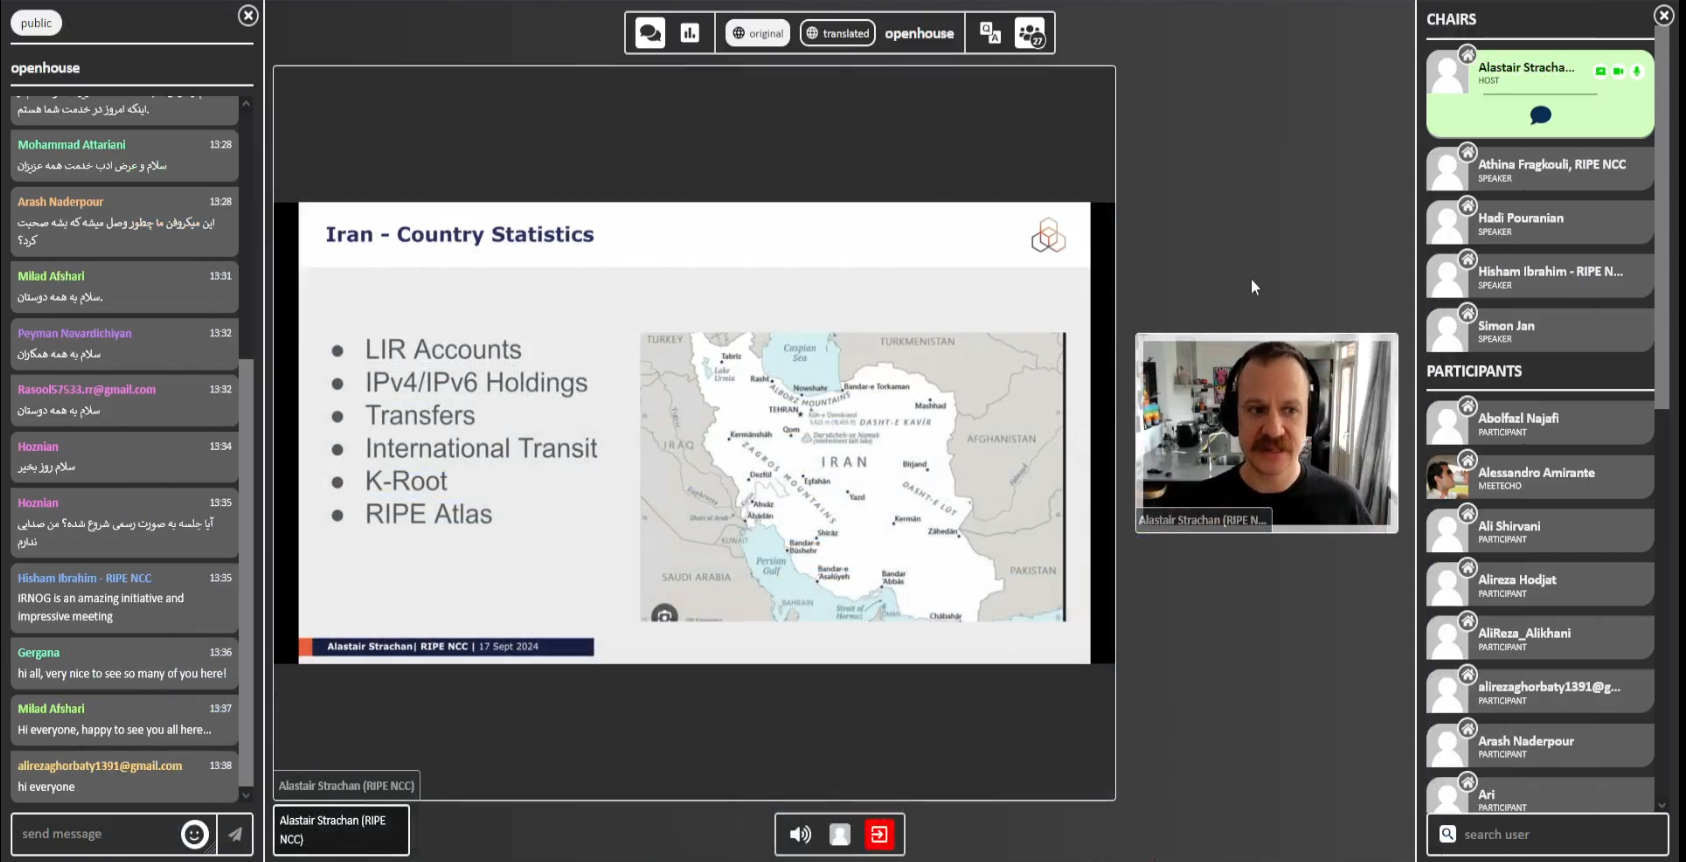 public
openhouse
اینکه امروز در خدمت شما هستم.
Mohammad Attariani 13:28
سلام و عرض ادب خدمت همه عزیزان
Arash Naderpour 13:28
این میکروفن ما چطور وصل میشه که بشه صحبت
کرد؟
Milad Afshari 13:31
سلام به همه دوستان.
Peyman Navardichiyan 13:32
سلام به همه همکاران
Rasool57533.rr@gmail.com 13:32
سلام به همه دوستان
Hoznian 13:34
سلام روز بخیر
Hoznian 13:35
آیا جلسه به صورت رسمی شروع شده؟ من صدایی
ندارم
Hisham Ibrahim - RIPE NCC 13:35
IRNOG is an amazing initiative and
impressive meeting
Gergana 13:36
hi all, very nice to see so many of you here!
Milad Afshari 13:37
Hi everyone, happy to see you all here...
alirezaghorbaty1391@gmail.com 13:38
hi everyone
send message
original translated openhouse 27
Iran - Country Statistics
LIR Accounts
IPv4/IPv6 Holdings
Transfers
International Transit
K-Root
RIPE Atlas
TURKEY
Caspian
Sea
TURKMENISTAN
Tabriz
Lake
Urmia
Rasht
Nowshahr
Bandar-e Torkaman
ALBORZ MOUNTAINS
TEHRAN
Mashhad
DASHT-E KAVIR
Qom
Kermānshāh
IRAQ
AFGHANISTAN
ZAGROS MOUNTAINS
IRAN
Birjand
Dezful
Eşfahān
Yazd
DASHT-E LUT
Ahvāz
Ābādān
Kermān
Zāhedān
Shirāz
KUWAIT
Bandar-e
Būshehr
Persian
Gulf
SAUDI ARABIA
Bandar-e
'Asalūyeh
Bandar
'Abbās
PAKISTAN
BAHRAIN
Strait of
Hormuz
Chābahār
Alastair Strachan| RIPE NCC | 17 Sept 2024
Alastair Strachan (RIPE NCC)
Alastair Strachan (RIPE
NCC)
Alastair Strachan (RIPE N...
CHAIRS
Alastair Stracha...
HOST
Athina Fragkouli, RIPE NCC
SPEAKER
Hadi Pouranian
SPEAKER
Hisham Ibrahim - RIPE N...
SPEAKER
Simon Jan
SPEAKER
PARTICIPANTS
Abolfazl Najafi
PARTICIPANT
Alessandro Amirante
MEETECHO
Ali Shirvani
PARTICIPANT
Alireza Hodjat
PARTICIPANT
AliReza_Alikhani
PARTICIPANT
alirezaghorbaty1391@g...
PARTICIPANT
Arash Naderpour
PARTICIPANT
Ari
PARTICIPANT
search user